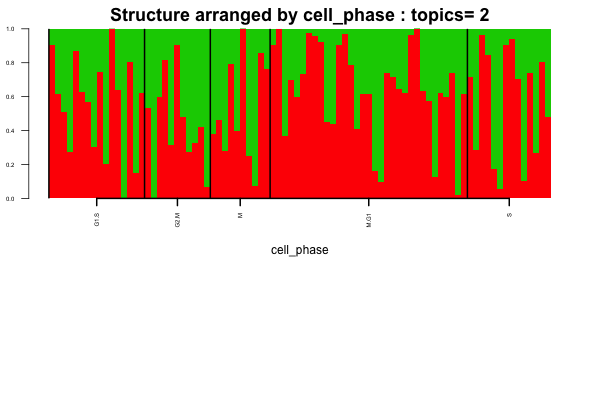 Structure arranged by cell_phase : topics= 2
1.0
0.8
0.6
0.4
0.2
0.0
G1.S
G2.M
M
M.G1
S
cell_phase